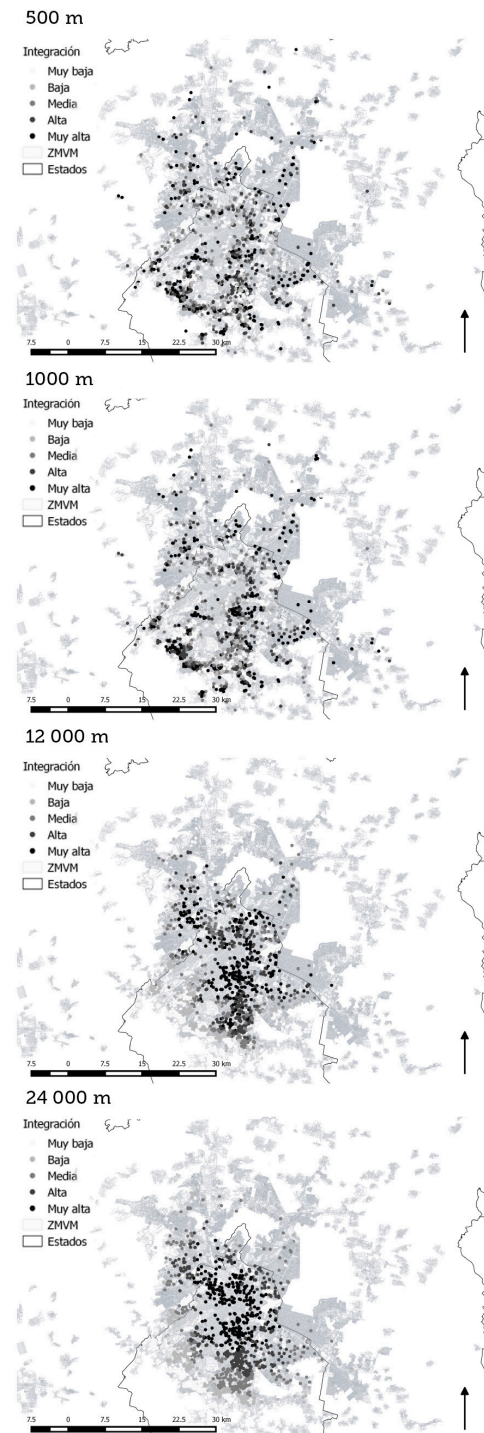 500 m
Integración
Muy baja
Baja
Media
Alta
Muy alta
ZMVM
Estados
7.5 0 7.5 15 22.5 30 km
1000 m
Integración
Muy baja
Baja
Media
Alta
Muy alta
ZMVM
Estados
7.5 0 7.5 15 22.5 30 km
12 000 m
Integración
Muy baja
Baja
Media
Alta
Muy alta
ZMVM
Estados
7.5 0 7.5 15 22.5 30 km
24 000 m
Integración
Muy baja
Baja
Media
Alta
Muy alta
ZMVM
Estados
7.5 0 7.5 15 22.5 30 km